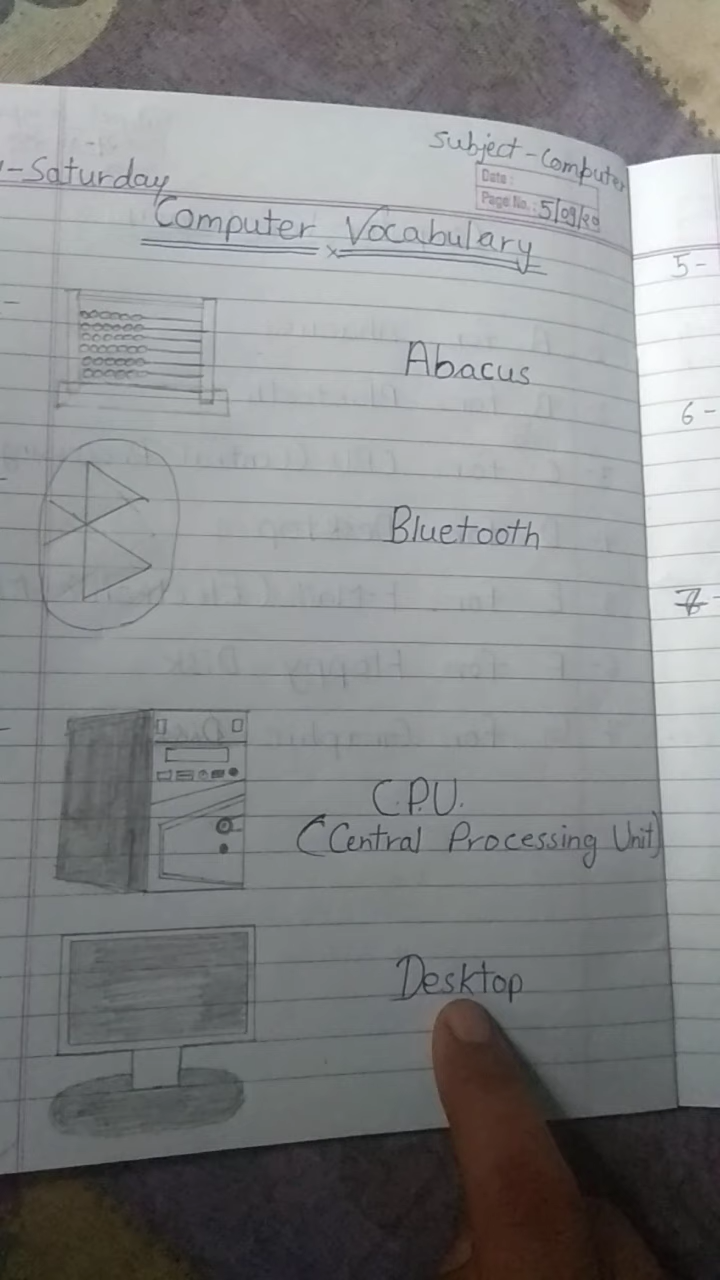 Subject-Computer
-Saturday
Date:
Page No.: 5/09/20
Computer Vocabulary
Abacus
Bluetooth
C.P.U.
(Central Processing Unit)
Desktop
5-
6-
7-